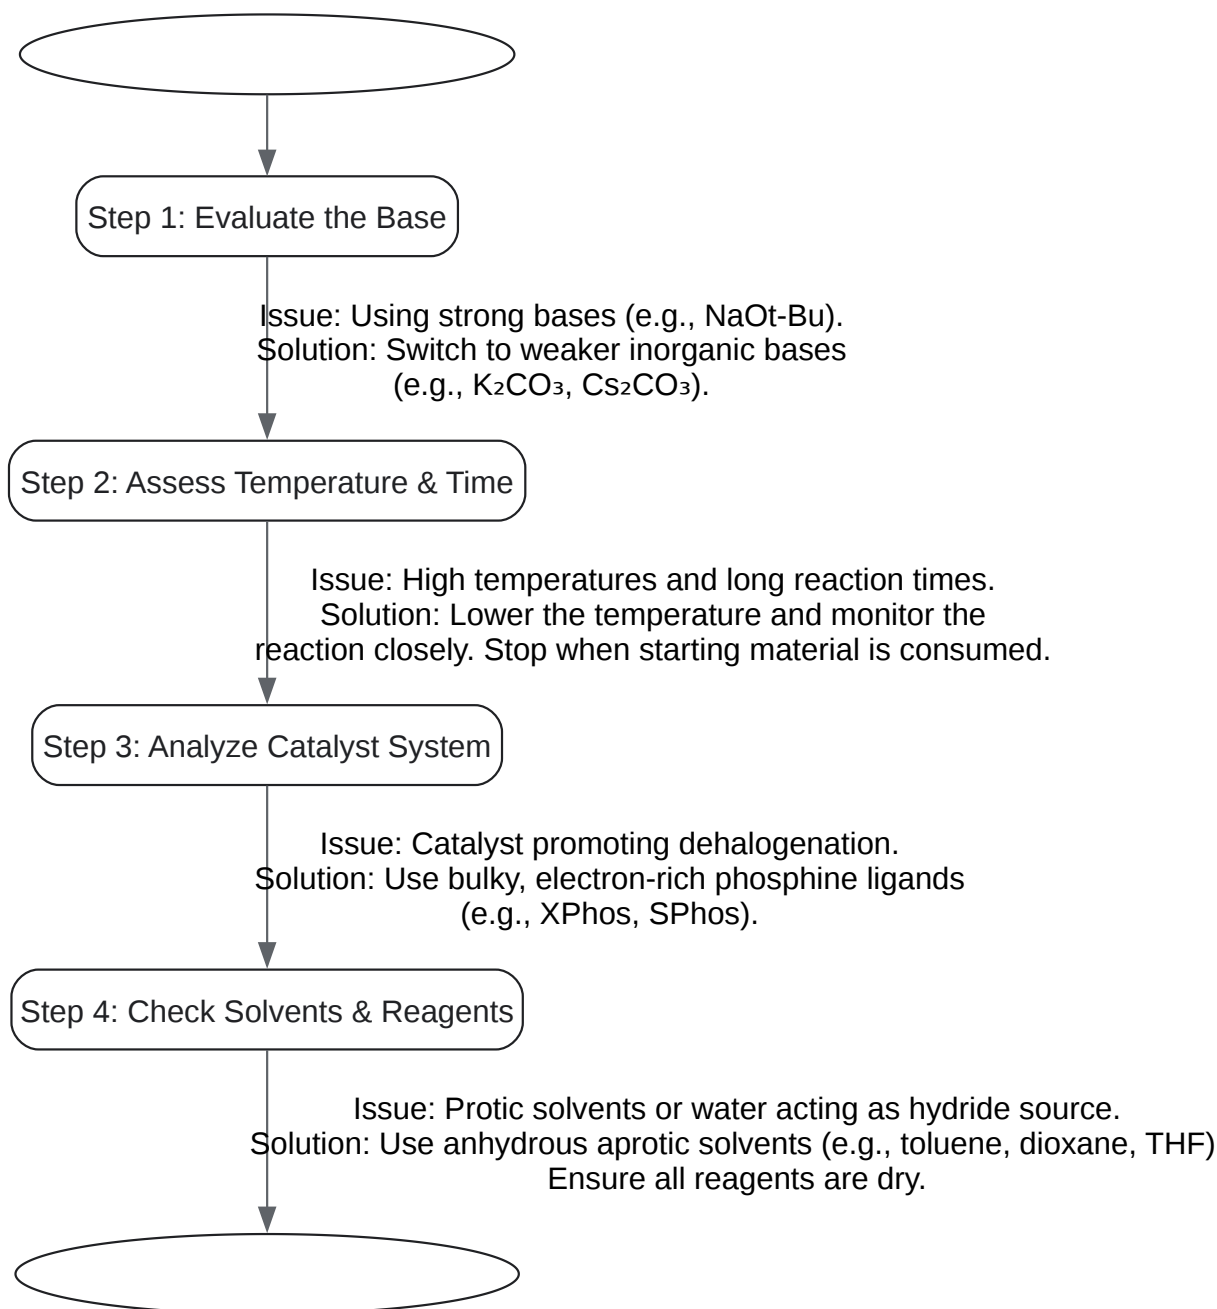 Step 1: Evaluate the Base
Issue: Using strong bases (e.g., NaOt-Bu).
Solution: Switch to weaker inorganic bases
(e.g., K₂CO₃, Cs₂CO₃).
Step 2: Assess Temperature & Time
Issue: High temperatures and long reaction times.
Solution: Lower the temperature and monitor the
reaction closely. Stop when starting material is consumed.
Step 3: Analyze Catalyst System
Issue: Catalyst promoting dehalogenation.
Solution: Use bulky, electron-rich phosphine ligands
(e.g., XPhos, SPhos).
Step 4: Check Solvents & Reagents
Issue: Protic solvents or water acting as hydride source.
Solution: Use anhydrous aprotic solvents (e.g., toluene, dioxane, THF)
Ensure all reagents are dry.